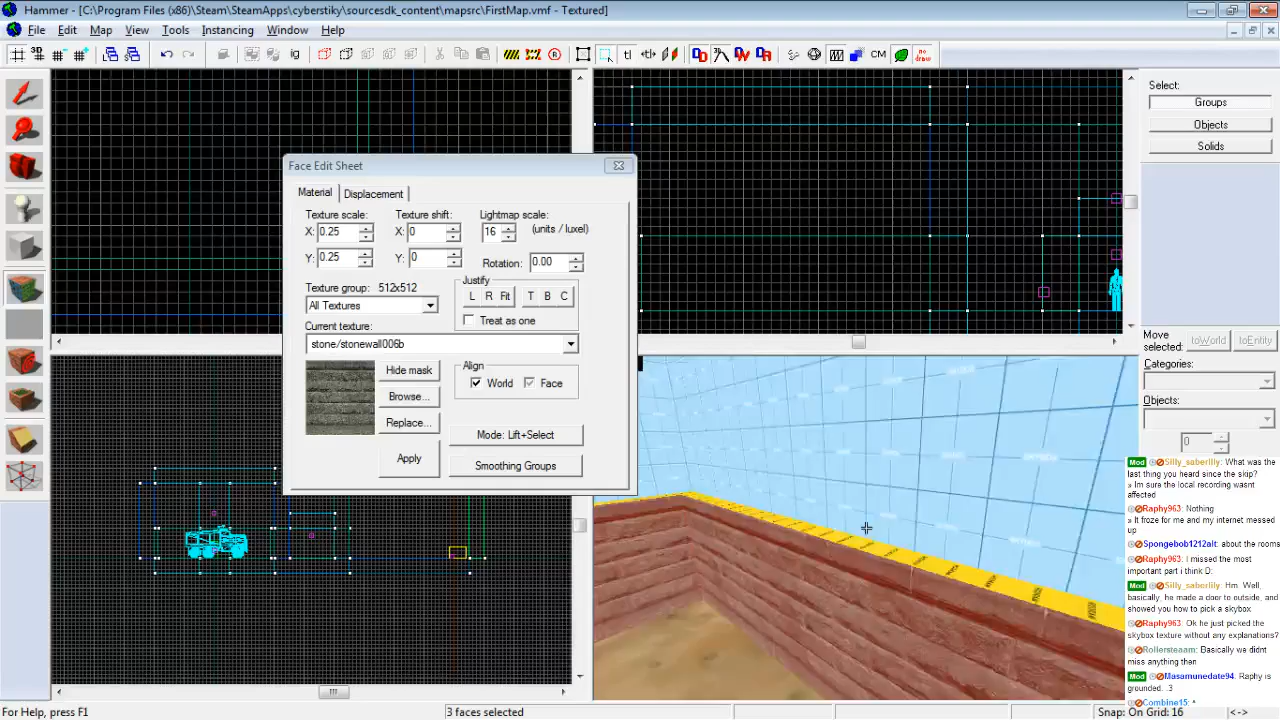 Hammer - [C:\Program Files (x86)\Steam\SteamApps\cyberstiky\sourcesdk_content\mapsrc\FirstMap.vmf - Textured]
File Edit Map View Tools Instancing Window Help
3D
ig
tl
CM
no draw
Select:
Groups
Objects
Solids
Move selected:
toWorld
toEntity
Categories:
Objects:
0
Face Edit Sheet
Material
Displacement
Texture scale:
Texture shift:
Lightmap scale:
X: 0.25
X: 0
16
(units / luxel)
Y: 0.25
Y: 0
Rotation: 0.00
Texture group: 512x512
Justify
L R Fit T B C
All Textures
Treat as one
Current texture:
stone/stonewall006b
Hide mask
Align
World
Face
Browse...
Replace...
Mode: Lift+Select
Apply
Smoothing Groups
Mod Silly_saberlily: What was the
last thing you heard since the skip?
» Im sure the local recording wasnt
affected
Raphy963: Nothing
» It froze for me and my internet messed
up
Spongebob1212alt: about the rooms
Raphy963: I missed the most
important part i think D:
Mod Silly_saberlily: Hm. Well,
basically, he made a door to outside, and
showed you how to pick a skybox
Raphy963: Ok he just picked the
skybox texture without any explanations?
Rollersteaam: Basically we didnt
miss anything than
Mod Masamunedate94: Raphy is
grounded. .3
Combine15: ^
For Help, press F1
3 faces selected
Snap: On Grid: 16
<->